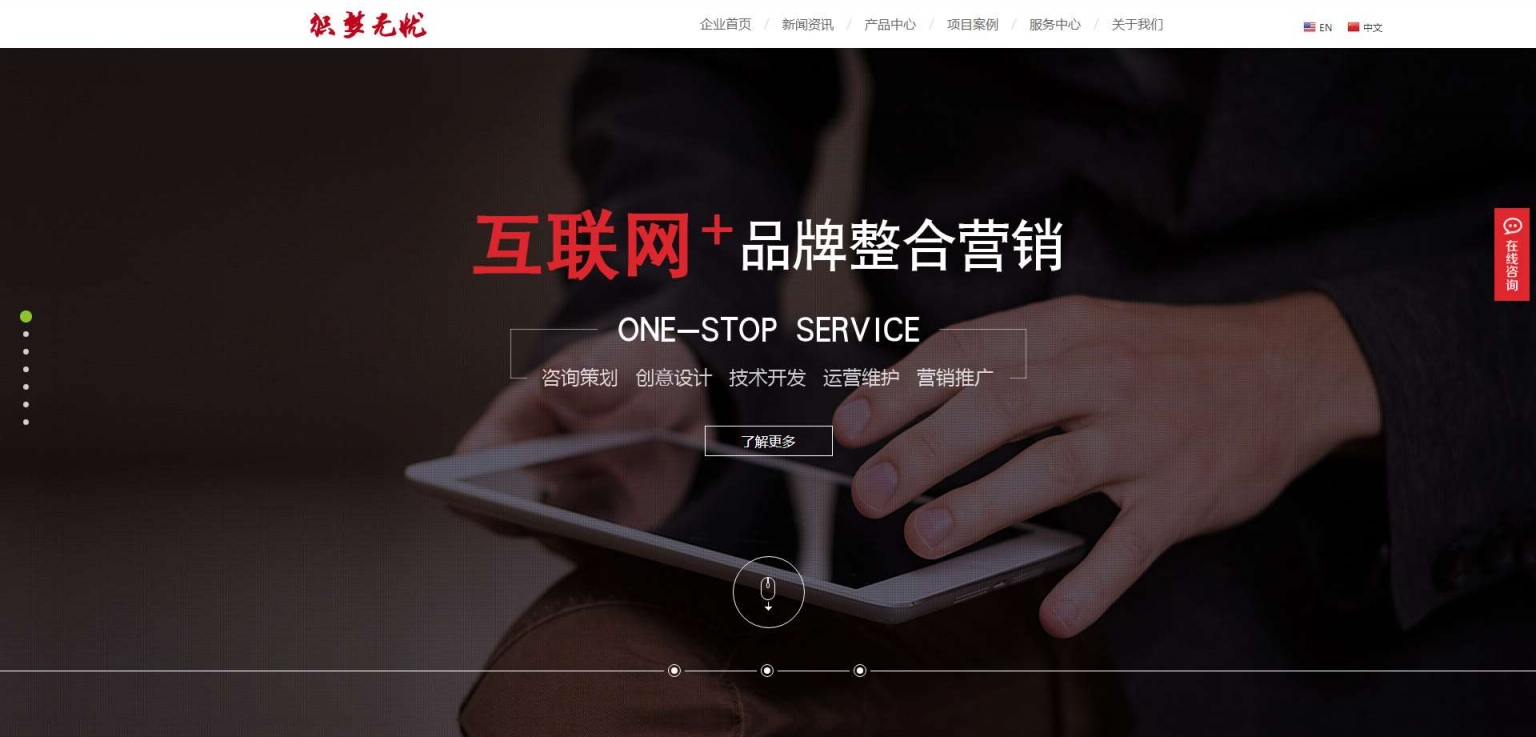 织梦无忧
企业首页 / 新闻资讯 / 产品中心 / 项目案例 / 服务中心 / 关于我们
EN 中文
互联网+品牌整合营销
ONE-STOP SERVICE
咨询策划 创意设计 技术开发 运营维护 营销推广
了解更多
在线咨询